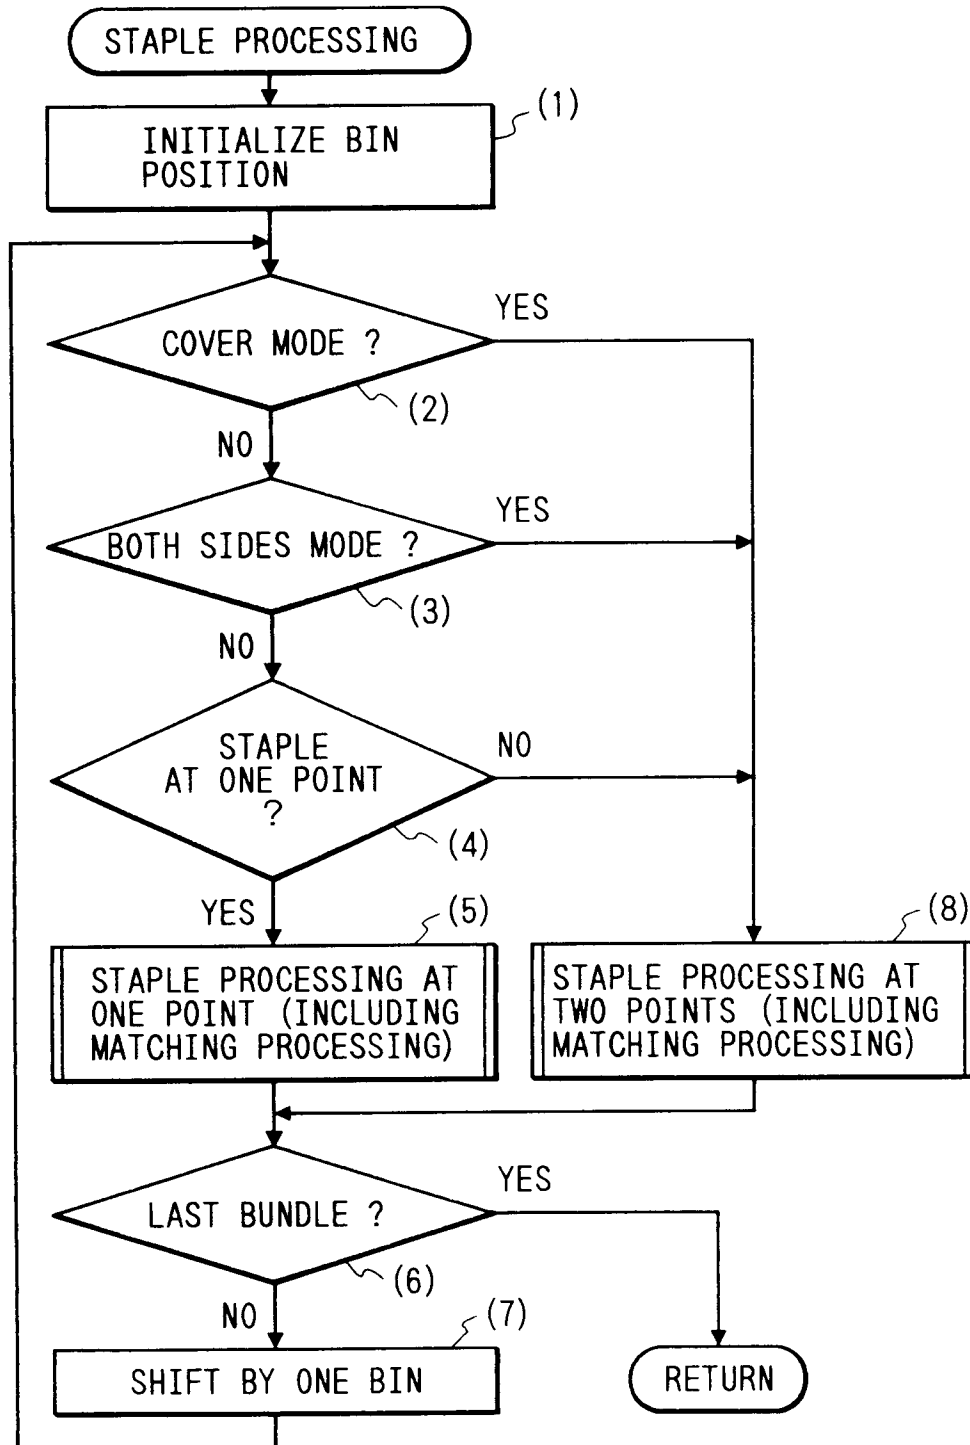 STAPLE PROCESSING
(1)
INITIALIZE BIN
POSITION
YES
COVER MODE ?
(2)
NO
YES
BOTH SIDES MODE ?
(3)
NO
STAPLE
AT ONE POINT
?
NO
(4)
YES
(5)
(8)
STAPLE PROCESSING AT
ONE POINT (INCLUDING
MATCHING PROCESSING)
STAPLE PROCESSING AT
TWO POINTS (INCLUDING
MATCHING PROCESSING)
YES
LAST BUNDLE ?
(6)
NO
(7)
SHIFT BY ONE BIN
RETURN